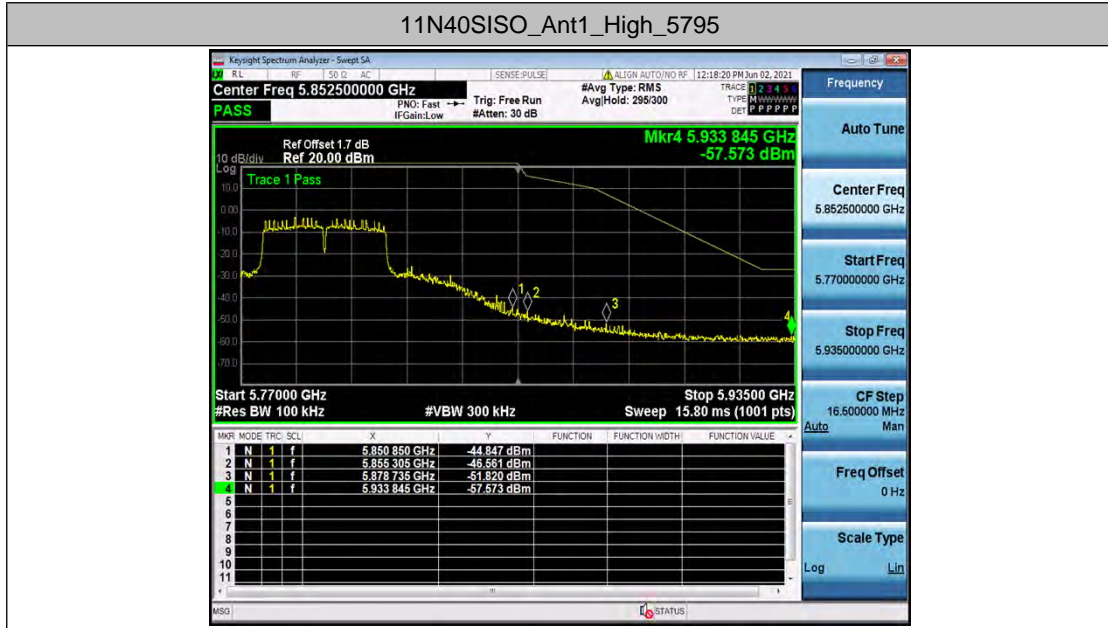 11N40SISO_Ant1_High_5795
Keysight Spectrum Analyzer - Swept SA
RL RF 50 Ω AC SENSE:PULSE ALIGN AUTO/NO RF 12:18:20 PM Jun 02, 2021
Center Freq 5.852500000 GHz #Avg Type: RMS TRACE 1 2 3 4 5 6
PASS PNO: Fast Trig: Free Run Avg|Hold: 295/300 TYPE M W W W W W
IFGain:Low #Atten: 30 dB DET P P P P P P
Mkr4 5.933 845 GHz
-57.573 dBm
Ref Offset 1.7 dB
10 dB/div Ref 20.00 dBm
Log
Trace 1 Pass
10.0
0.00
-10.0
-20.0
-30.0
-40.0
1 2
3
4
-50.0
-60.0
-70.0
Start 5.77000 GHz Stop 5.93500 GHz
#Res BW 100 kHz #VBW 300 kHz Sweep 15.80 ms (1001 pts)
MKR MODE TRC SCL X Y FUNCTION FUNCTION WIDTH FUNCTION VALUE
1 N 1 f 5.850 850 GHz -44.847 dBm
2 N 1 f 5.855 305 GHz -46.561 dBm
3 N 1 f 5.878 735 GHz -51.820 dBm
4 N 1 f 5.933 845 GHz -57.573 dBm
5
6
7
8
9
10
11
MSG STATUS
Frequency
Auto Tune
Center Freq
5.852500000 GHz
Start Freq
5.770000000 GHz
Stop Freq
5.935000000 GHz
CF Step
16.500000 MHz
Auto Man
Freq Offset
0 Hz
Scale Type
Log Lin